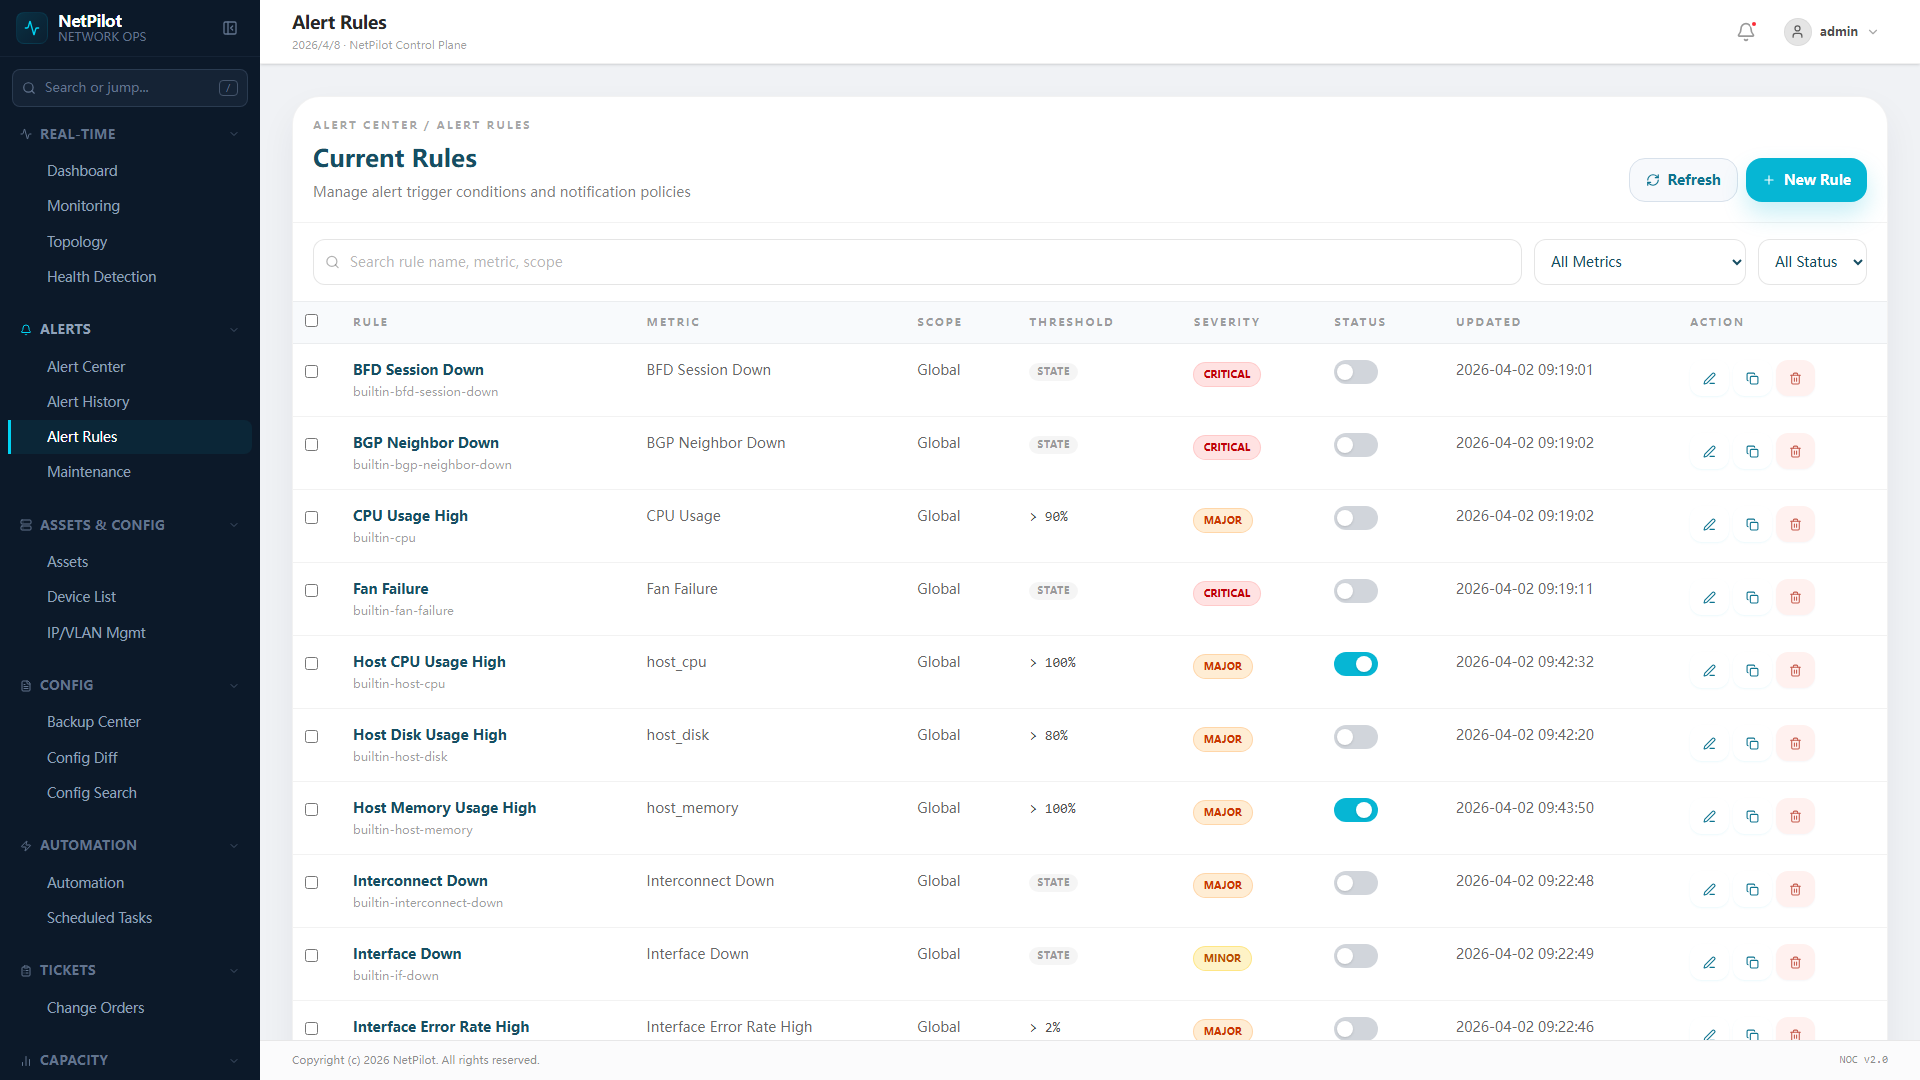 NetPilot
NETWORK OPS
Search or jump... /
REAL-TIME
Dashboard
Monitoring
Topology
Health Detection
ALERTS
Alert Center
Alert History
Alert Rules
Maintenance
ASSETS & CONFIG
Assets
Device List
IP/VLAN Mgmt
CONFIG
Backup Center
Config Diff
Config Search
AUTOMATION
Automation
Scheduled Tasks
TICKETS
Change Orders
CAPACITY
Alert Rules
2026/4/8 · NetPilot Control Plane
admin
ALERT CENTER / ALERT RULES
Current Rules
Manage alert trigger conditions and notification policies
Refresh
+ New Rule
Search rule name, metric, scope
All Metrics
All Status
RULE METRIC SCOPE THRESHOLD SEVERITY STATUS UPDATED ACTION
BFD Session Down BFD Session Down Global STATE CRITICAL 2026-04-02 09:19:01
builtin-bfd-session-down
BGP Neighbor Down BGP Neighbor Down Global STATE CRITICAL 2026-04-02 09:19:02
builtin-bgp-neighbor-down
CPU Usage High CPU Usage Global > 90% MAJOR 2026-04-02 09:19:02
builtin-cpu
Fan Failure Fan Failure Global STATE CRITICAL 2026-04-02 09:19:11
builtin-fan-failure
Host CPU Usage High host_cpu Global > 100% MAJOR 2026-04-02 09:42:32
builtin-host-cpu
Host Disk Usage High host_disk Global > 80% MAJOR 2026-04-02 09:42:20
builtin-host-disk
Host Memory Usage High host_memory Global > 100% MAJOR 2026-04-02 09:43:50
builtin-host-memory
Interconnect Down Interconnect Down Global STATE MAJOR 2026-04-02 09:22:48
builtin-interconnect-down
Interface Down Interface Down Global STATE MINOR 2026-04-02 09:22:49
builtin-if-down
Interface Error Rate High Interface Error Rate High Global > 2% MAJOR 2026-04-02 09:22:46
Copyright (c) 2026 NetPilot. All rights reserved.
NOC v2.0